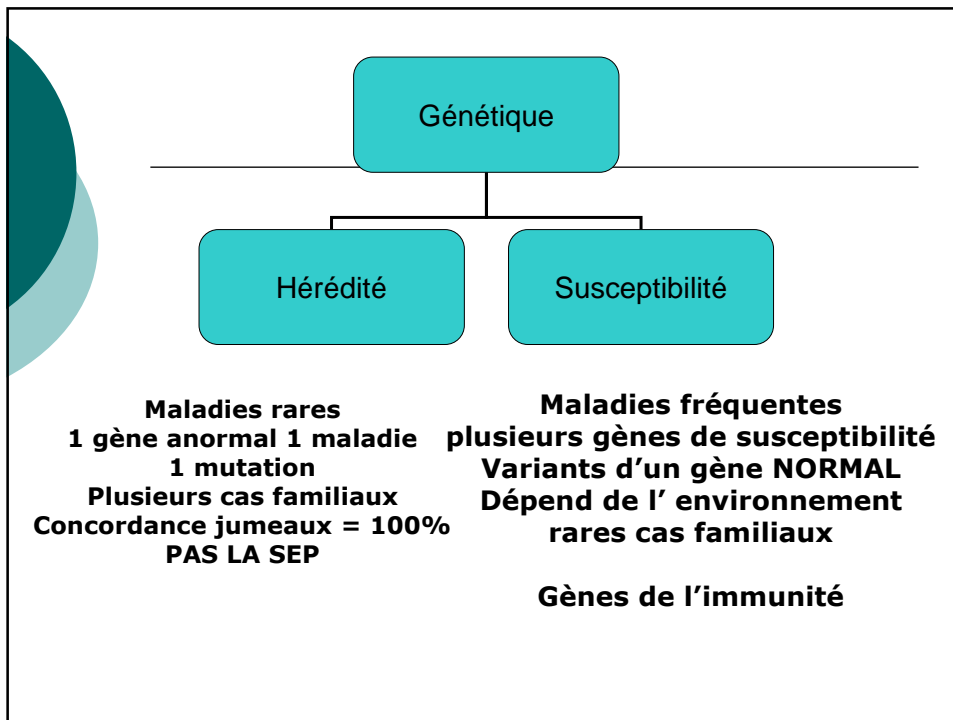 Génétique
Hérédité
Susceptibilité
Maladies rares
1 gène anormal 1 maladie
1 mutation
Plusieurs cas familiaux
Concordance jumeaux = 100%
PAS LA SEP
Maladies fréquentes
plusieurs gènes de susceptibilité
Variants d’un gène NORMAL
Dépend de l’ environnement
rares cas familiaux
Gènes de l’immunité